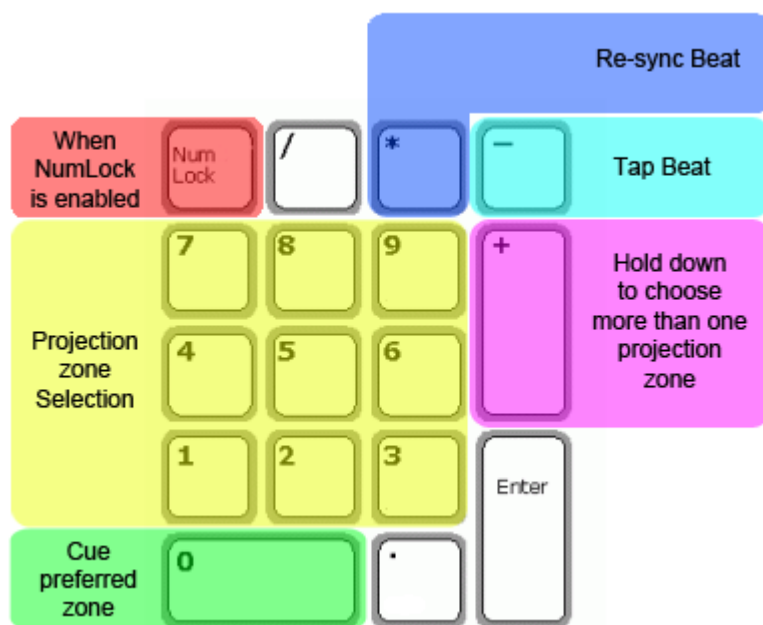 Re-sync Beat
When
NumLock
is enabled
Num
Lock
/
*
−
Tap Beat
7
8
9
+
Hold down
to choose
more than one
projection
zone
Projection
zone
Selection
4
5
6
1
2
3
Enter
Cue
preferred
zone
0
.